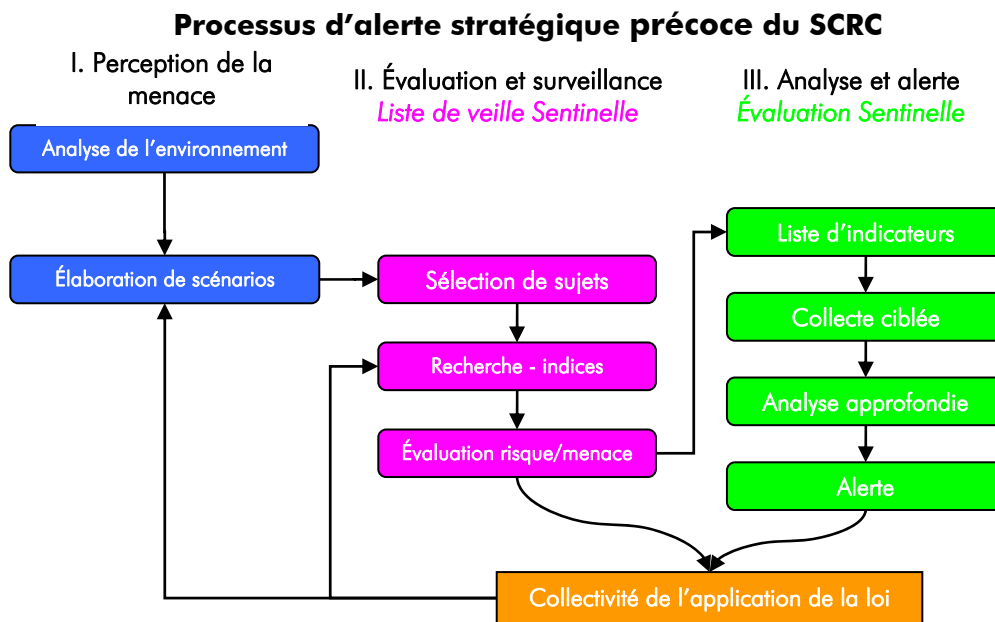 Processus d'alerte stratégique précoce du SCRC
I. Perception de la
menace
Analyse de l'environnement
Élaboration de scénarios
II. Évaluation et surveillance
Liste de veille Sentinelle
Sélection de sujets
Recherche - indices
Évaluation risque/menace
III. Analyse et alerte
Évaluation Sentinelle
Liste d'indicateurs
Collecte ciblée
Analyse approfondie
Alerte
Collectivité de l'application de la loi